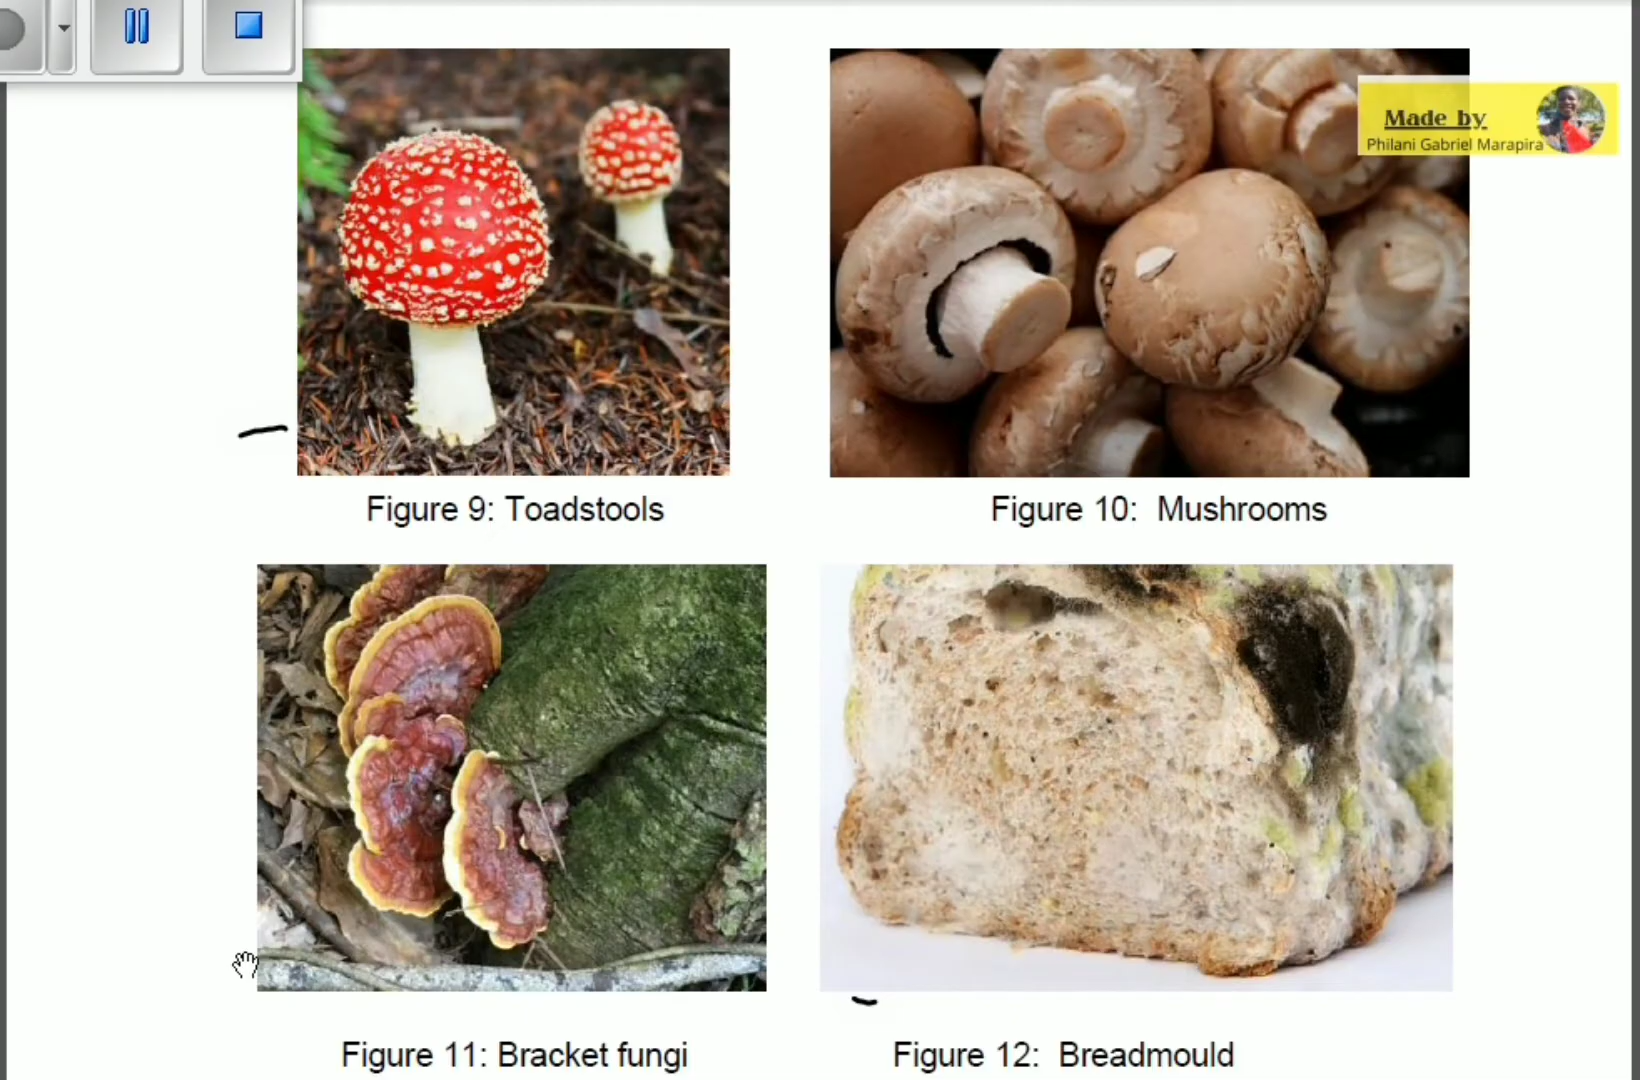 Made by
Philani Gabriel Marapira
Figure 9: Toadstools
Figure 10: Mushrooms
Figure 11: Bracket fungi
Figure 12: Breadmould